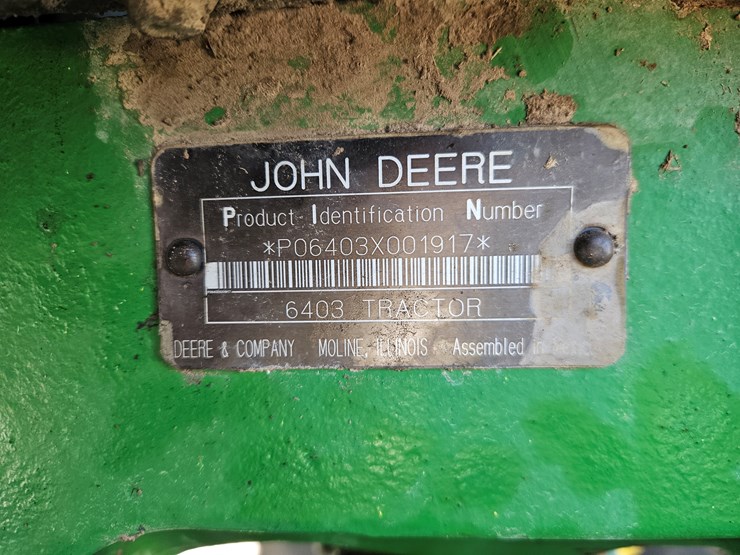 JOHN DEERE
Product Identification Number
*P06403X001917*
6403 TRACTOR
DEERE & COMPANY MOLINE, ILLINOIS Assembled